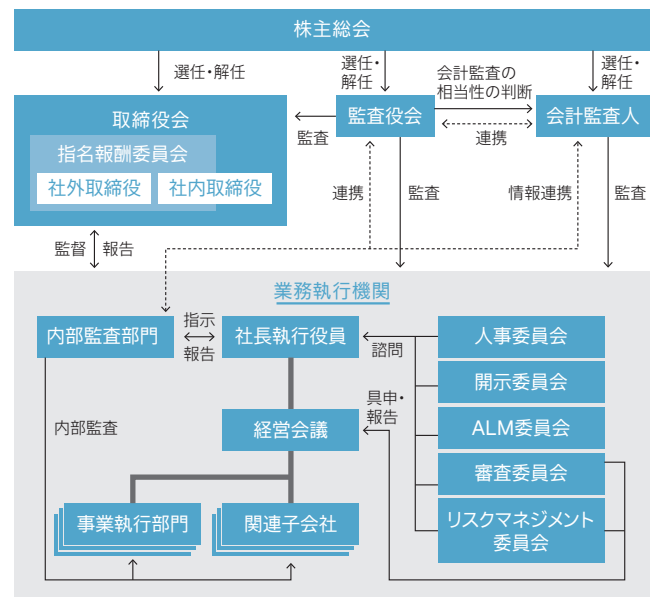 株主総会
選任・解任
選任・
解任
会計監査の
相当性の判断
選任・
解任
取締役会
監査
監査役会
連携
会計監査人
指名報酬委員会
社外取締役
社内取締役
連携
監査
情報連携
監査
監督
報告
業務執行機関
内部監査部門
指示
報告
社長執行役員
諮問
人事委員会
開示委員会
具申・
報告
内部監査
経営会議
ALM委員会
審査委員会
事業執行部門
関連子会社
リスクマネジメント
委員会